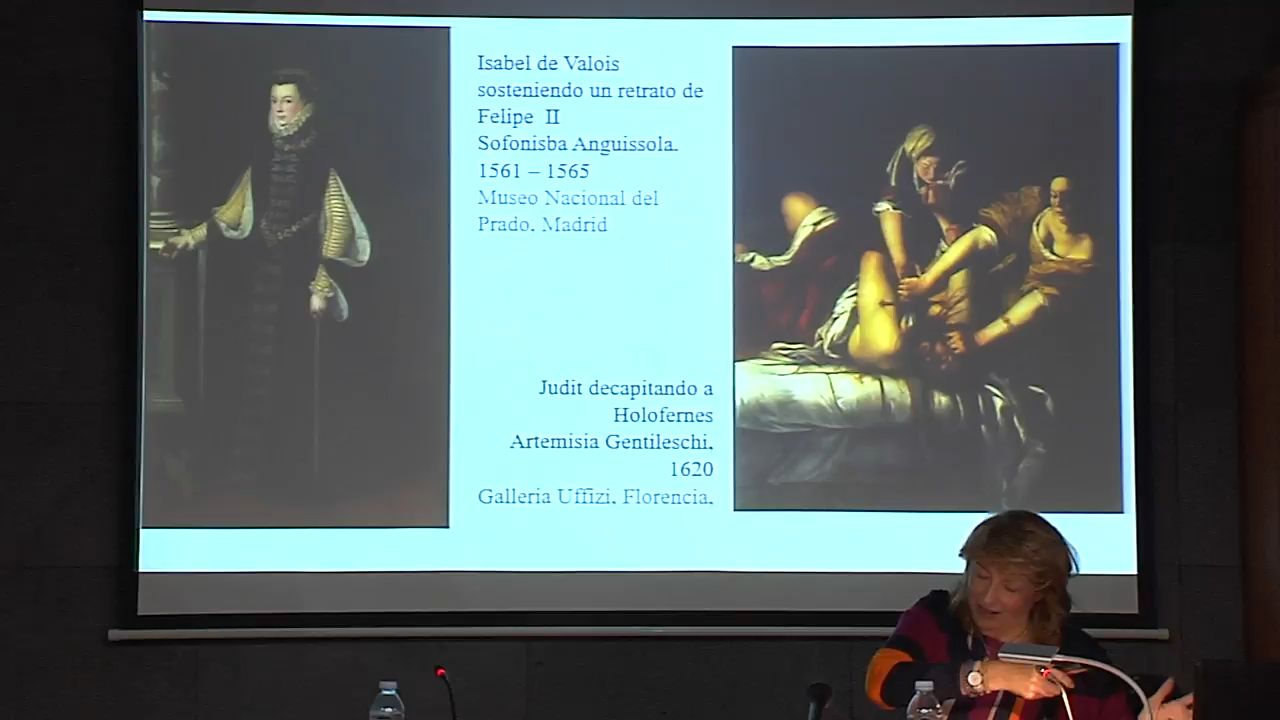 Isabel de Valois
sosteniendo un retrato de
Felipe II
Sofonisba Anguissola.
1561 – 1565
Museo Nacional del
Prado. Madrid
Judit decapitando a
Holofernes
Artemisia Gentileschi.
1620
Galleria Uffizi. Florencia.